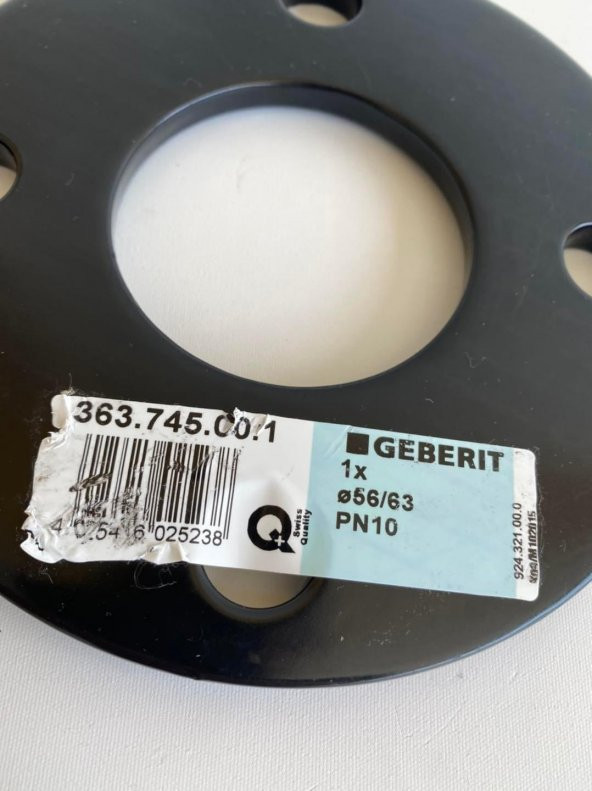 363.745.00.1
025238
Q+
Swiss
Quality
GEBERIT
1x
ø56/63
PN10
924.321.00.0